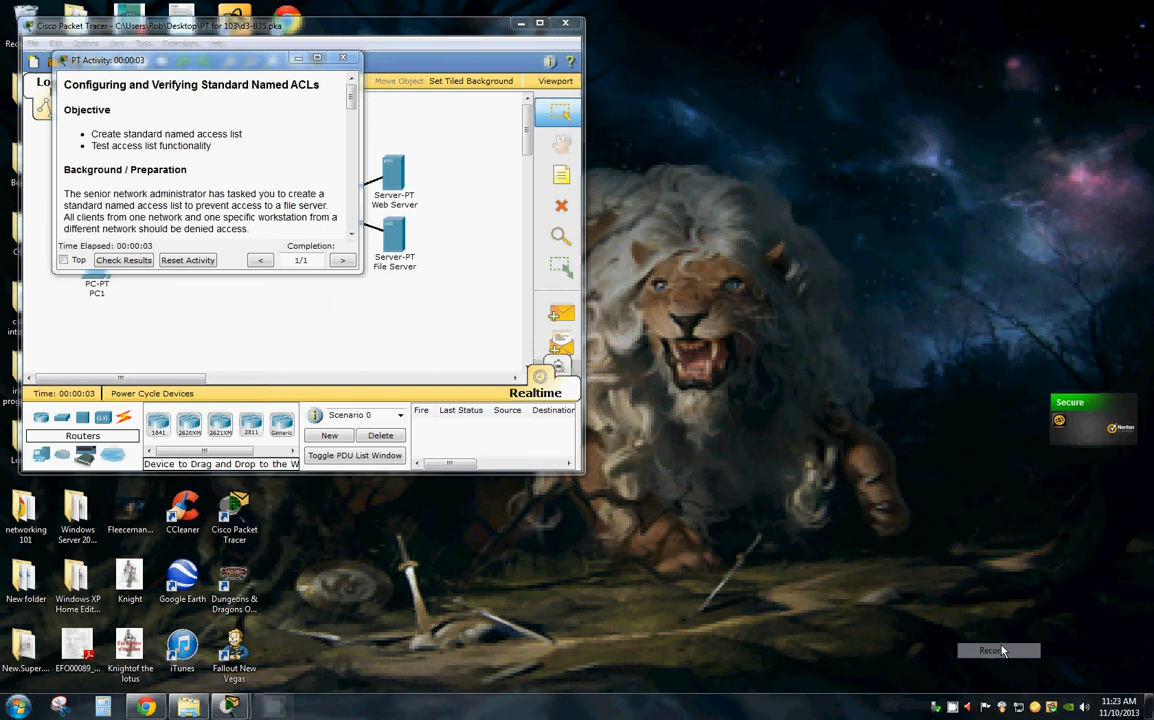 Cisco Packet Tracer - C:\Users\Rob\Desktop\PT for 103\d3-835.pka
File Edit Options View Tools Extensions Help
PT Activity: 00:00:03
Move Object Set Tiled Background Viewport
Configuring and Verifying Standard Named ACLs
Objective
Create standard named access list
Test access list functionality
Background / Preparation
The senior network administrator has tasked you to create a
standard named access list to prevent access to a file server.
All clients from one network and one specific workstation from a
different network should be denied access.
Time Elapsed: 00:00:03 Completion:
Top Check Results Reset Activity < 1/1 >
Server-PT
Web Server
Server-PT
File Server
PC-PT
PC1
Time: 00:00:03 Power Cycle Devices
Realtime
Routers
1841 2620XM 2621XM 2811 Generic
Device to Drag and Drop to the W
Scenario 0
New Delete
Toggle PDU List Window
Fire Last Status Source Destination
Secure
Norton
networking
101
Windows
Server 20...
Fleeceman...
CCleaner
Cisco Packet
Tracer
New folder
Windows XP
Home Edit...
Knight
Google Earth
Dungeons &
Dragons O...
New.Super....
EFO00089_...
Knightof the
lotus
iTunes
Fallout New
Vegas
Recor
11:23 AM
11/10/2013